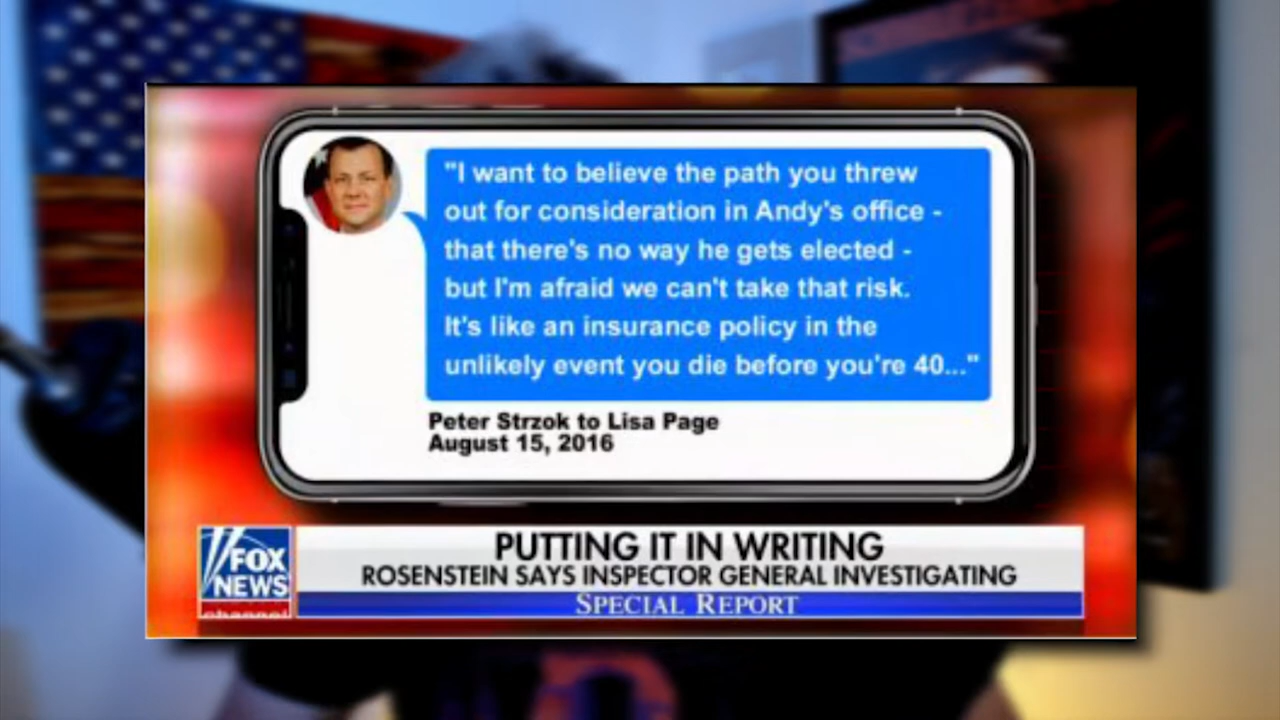 "I want to believe the path you threw
out for consideration in Andy's office -
that there's no way he gets elected -
but I'm afraid we can't take that risk.
It's like an insurance policy in the
unlikely event you die before you're 40..."
Peter Strzok to Lisa Page
August 15, 2016
FOX
NEWS
channel
PUTTING IT IN WRITING
ROSENSTEIN SAYS INSPECTOR GENERAL INVESTIGATING
SPECIAL REPORT